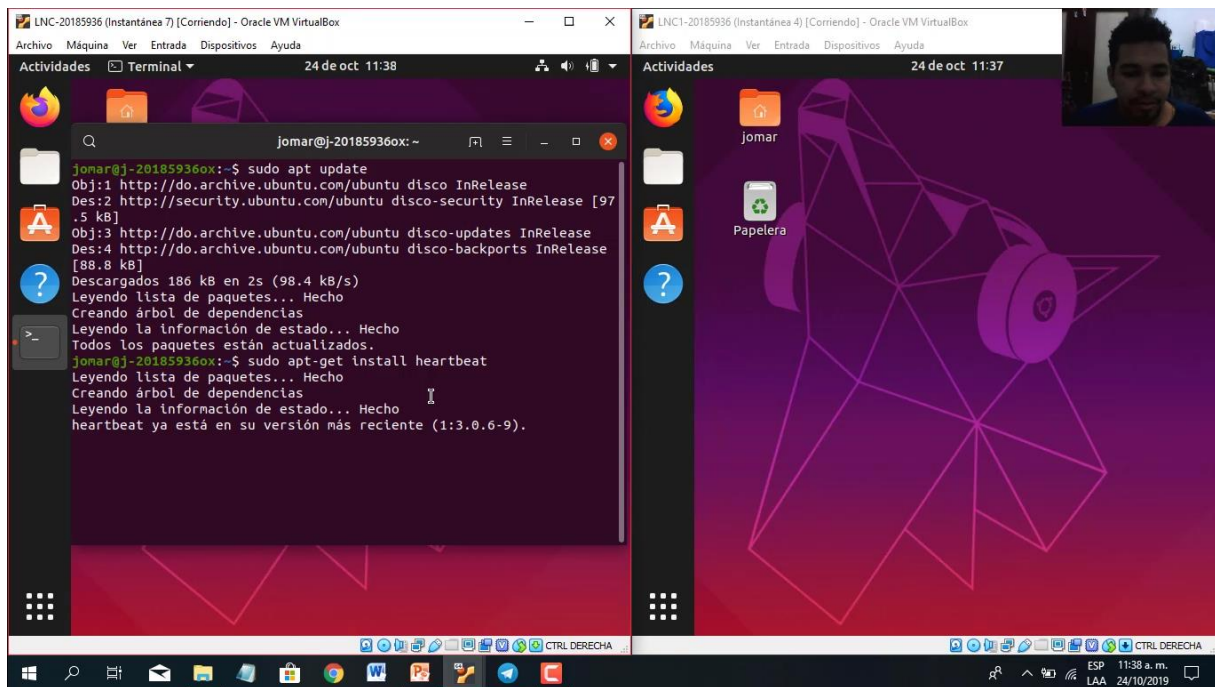 LNC-20185936 (Instantánea 7) [Corriendo] - Oracle VM VirtualBox
Archivo Máquina Ver Entrada Dispositivos Ayuda
Actividades Terminal 24 de oct 11:38
jomar@j-20185936ox: ~
jomar@j-20185936ox:~$ sudo apt update
Obj:1 http://do.archive.ubuntu.com/ubuntu disco InRelease
Des:2 http://security.ubuntu.com/ubuntu disco-security InRelease [97
.5 kB]
Obj:3 http://do.archive.ubuntu.com/ubuntu disco-updates InRelease
Des:4 http://do.archive.ubuntu.com/ubuntu disco-backports InRelease
[88.8 kB]
Descargados 186 kB en 2s (98.4 kB/s)
Leyendo lista de paquetes... Hecho
Creando árbol de dependencias
Leyendo la información de estado... Hecho
Todos los paquetes están actualizados.
jomar@j-20185936ox:~$ sudo apt-get install heartbeat
Leyendo lista de paquetes... Hecho
Creando árbol de dependencias
Leyendo la información de estado... Hecho
heartbeat ya está en su versión más reciente (1:3.0.6-9).
CTRL DERECHA
LNC1-20185936 (Instantánea 4) [Corriendo] - Oracle VM VirtualBox
Archivo Máquina Ver Entrada Dispositivos Ayuda
Actividades 24 de oct 11:37
jomar
Papelera
CTRL DERECHA
ESP 11:38 a. m.
LAA 24/10/2019